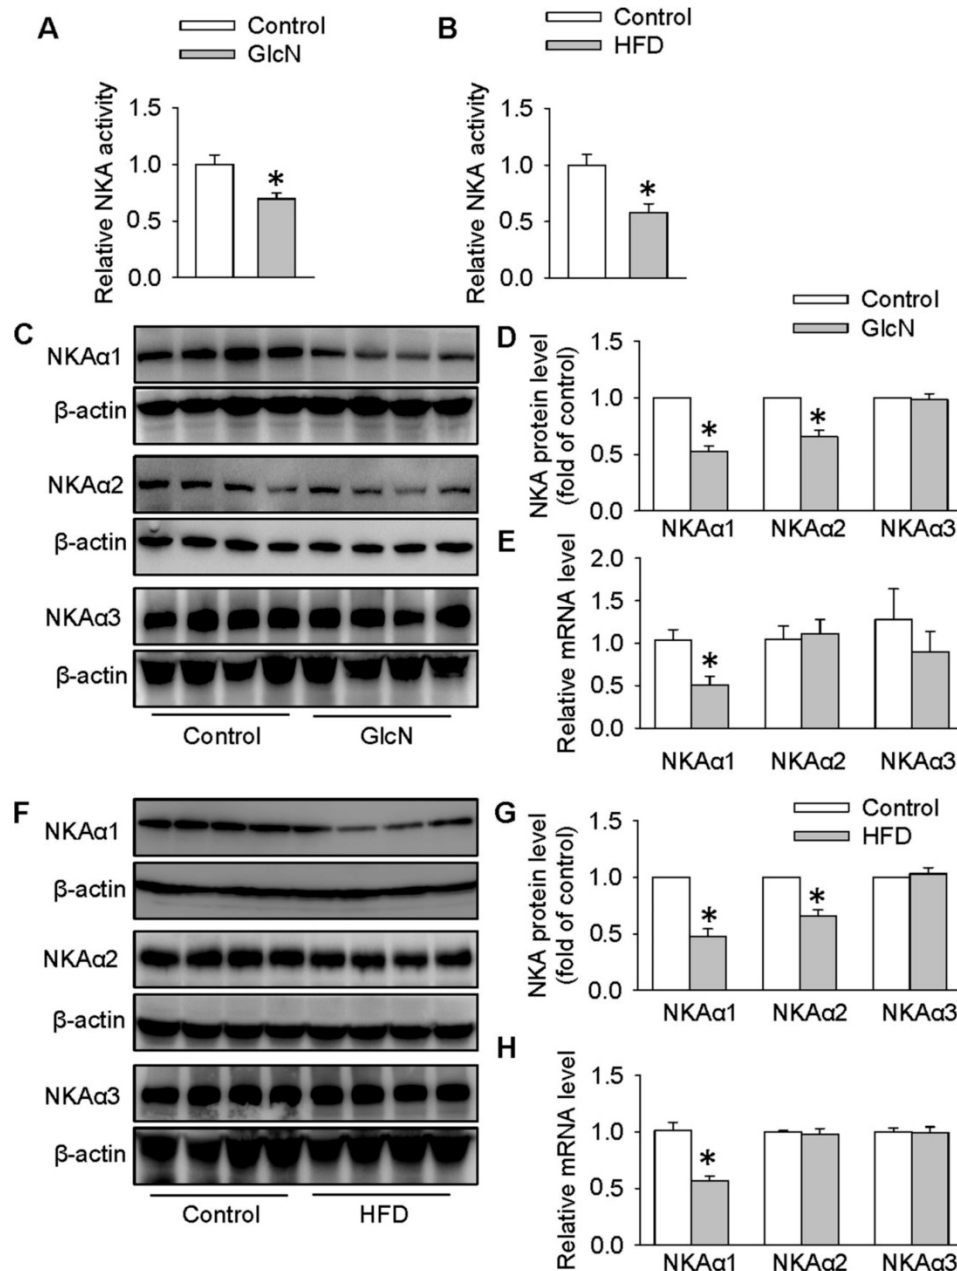 A
Control
GlcN
Relative NKA activity
1.5
1.0
0.5
0.0
*
B
Control
HFD
Relative NKA activity
1.5
1.0
0.5
0.0
*
C
NKAα1
β-actin
NKAα2
β-actin
NKAα3
β-actin
Control GlcN
D
Control
GlcN
NKA protein level
(fold of control)
1.5
1.0
0.5
0.0
* *
NKAα1 NKAα2 NKAα3
E
Relative mRNA level
2.0
1.5
1.0
0.5
0.0
*
NKAα1 NKAα2 NKAα3
F
NKAα1
β-actin
NKAα2
β-actin
NKAα3
β-actin
Control HFD
G
Control
HFD
NKA protein level
(fold of control)
1.5
1.0
0.5
0.0
* *
NKAα1 NKAα2 NKAα3
H
Relative mRNA level
1.5
1.0
0.5
0.0
*
NKAα1 NKAα2 NKAα3